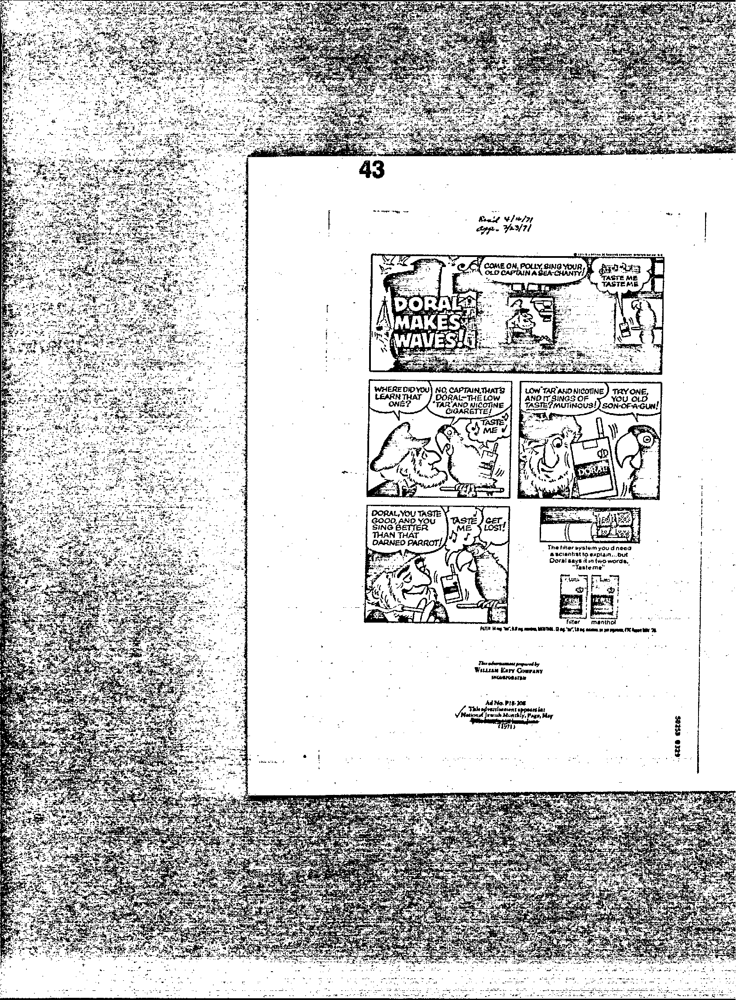 43
Rec'd 4/16/71
App. 7/23/71
COME ON, POLLY, SING YOUR
OLD CAPTAIN A SEA-CHANTY!
TASTE ME
TASTE ME
DORAL
MAKES
WAVES!
WHERE DID YOU
LEARN THAT
ONE?
NO, CAPTAIN, THAT'S
DORAL-THE LOW
'TAR' AND NICOTINE
CIGARETTE!
TASTE
ME
LOW 'TAR' AND NICOTINE
AND IT SINGS OF
TASTE? MUTINOUS!
TRY ONE,
YOU OLD
SON-OF-A-GUN!
DORAL
DORAL, YOU TASTE
GOOD, AND YOU
SING BETTER
THAN THAT
DARNED PARROT!
TASTE
ME
GET
LOST!
The filter system you'd need
a scientist to explain...but
Doral says it in two words,
"Taste me"
filter menthol
This advertisement prepared by
WILLIAM ESTY COMPANY
INCORPORATED
Ad No. P18-308
This advertisement appears in:
National Jewish Monthly, Page, May
(1971)